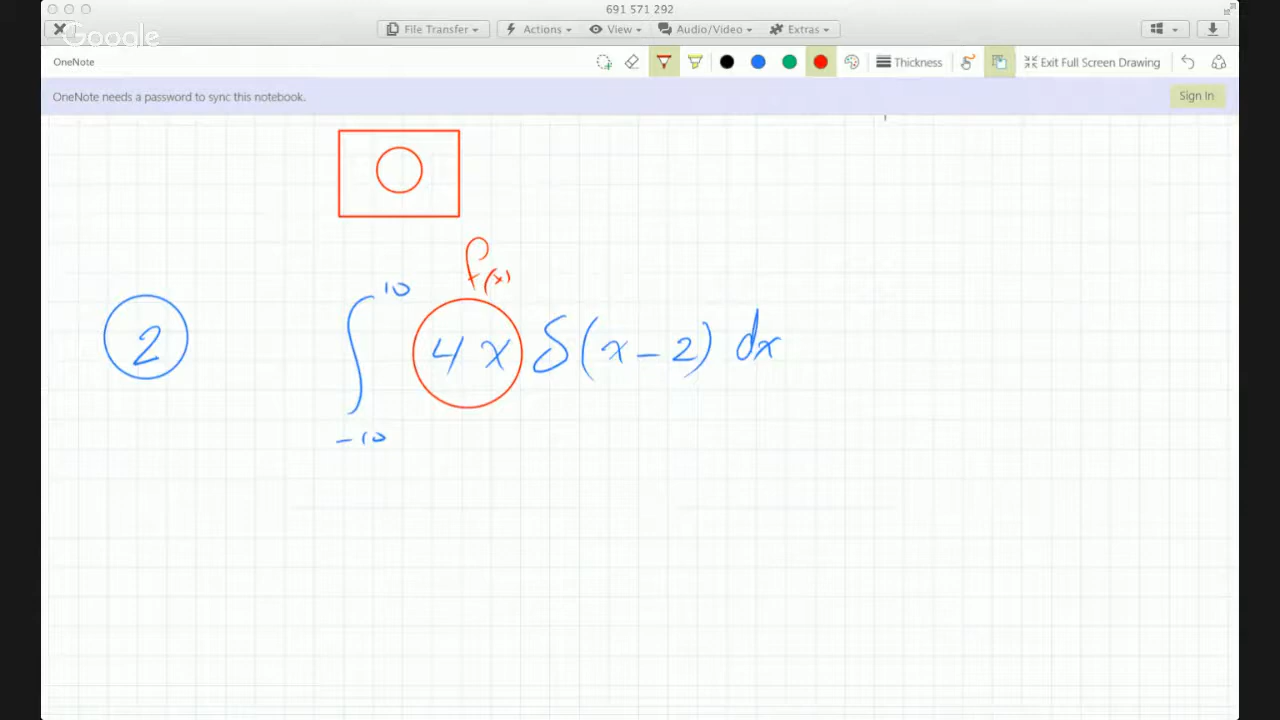 691 571 292
File Transfer
Actions
View
Audio/Video
Extras
Google
OneNote
Thickness
Exit Full Screen Drawing
OneNote needs a password to sync this notebook.
Sign In
f(x)
2
∫ 10 -10 4x δ(x-2) dx